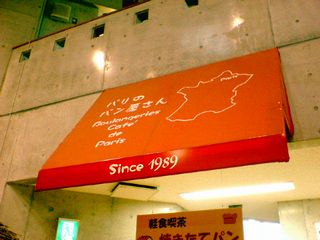 パリの
パン屋さん
Boulangeries
Café
de
Paris
Paris
Since 1989
軽食喫茶
焼きたてパン